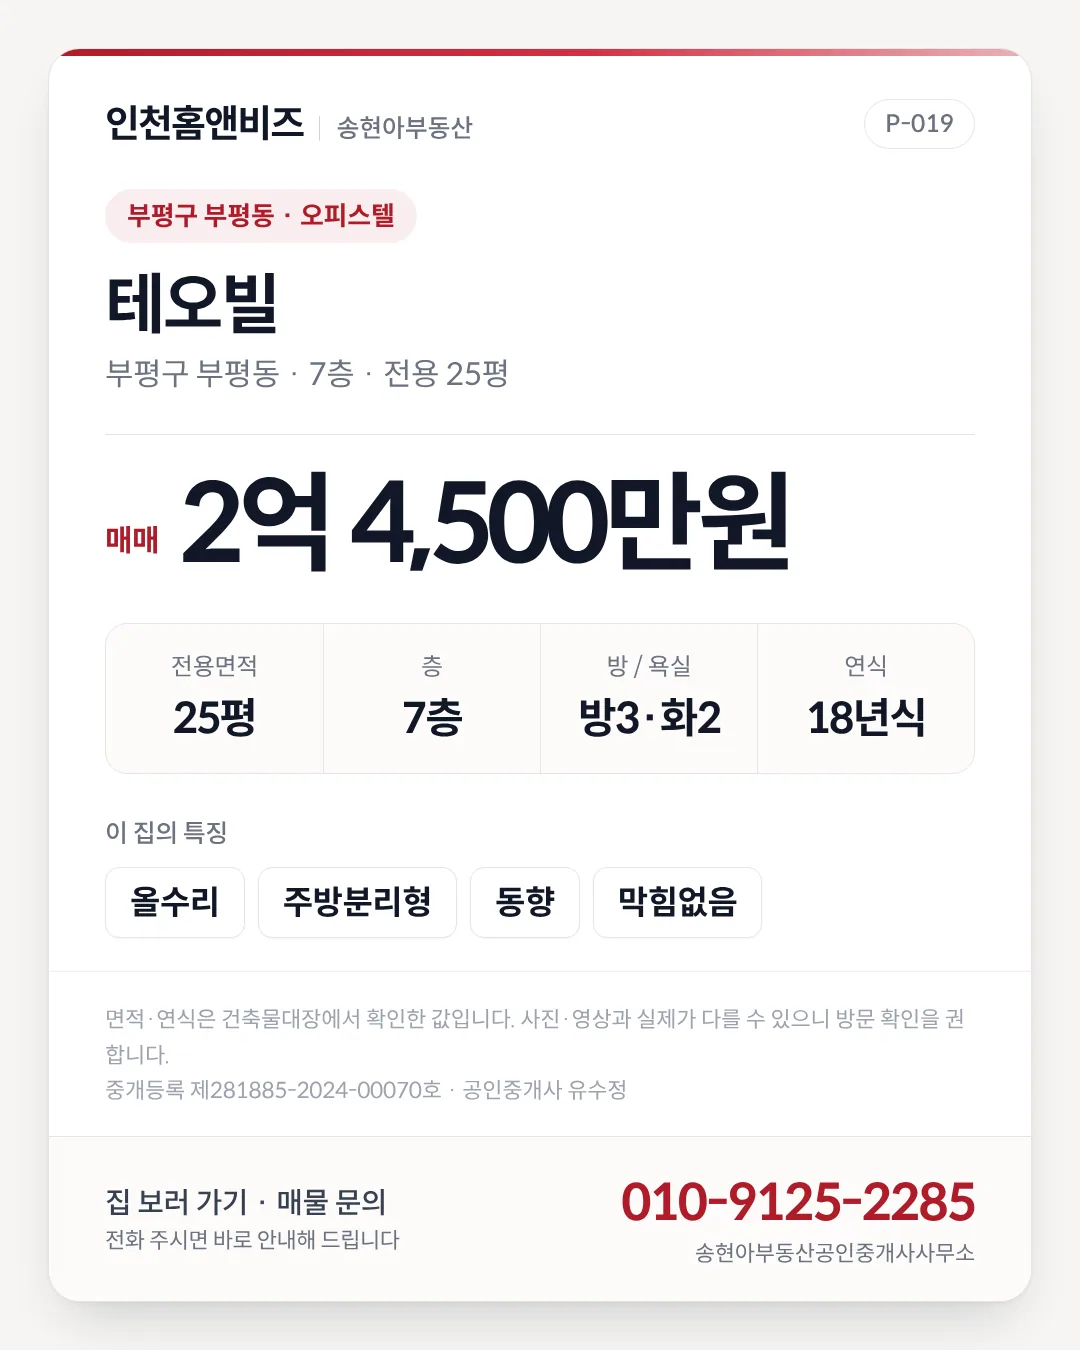 인천홈앤비즈 송현아부동산 P-019
부평구 부평동 · 오피스텔
테오빌
부평구 부평동 · 7층 · 전용 25평
매매 2억 4,500만원
전용면적 층 방 / 욕실 연식
25평 7층 방3·화2 18년식
이 집의 특징
올수리 주방분리형 동향 막힘없음
면적·연식은 건축물대장에서 확인한 값입니다. 사진·영상과 실제가 다를 수 있으니 방문 확인을 권
합니다.
중개등록 제281885-2024-00070호 · 공인중개사 유수정
집 보러 가기 · 매물 문의 010-9125-2285
전화 주시면 바로 안내해 드립니다
송현아부동산공인중개사사무소